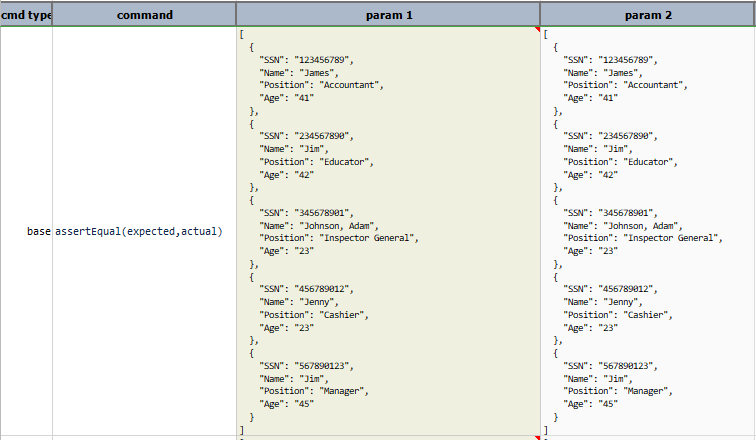 cmd type command param 1 param 2
[
  {
    "SSN": "123456789",
    "Name": "James",
    "Position": "Accountant",
    "Age": "41"
  },
  {
    "SSN": "234567890",
    "Name": "Jim",
    "Position": "Educator",
    "Age": "42"
  },
  {
    "SSN": "345678901",
    "Name": "Johnson, Adam",
    "Position": "Inspector General",
    "Age": "23"
  },
  {
    "SSN": "456789012",
    "Name": "Jenny",
    "Position": "Cashier",
    "Age": "23"
  },
  {
    "SSN": "567890123",
    "Name": "Jim",
    "Position": "Manager",
    "Age": "45"
  }
]
base assertEqual(expected,actual)
[
  {
    "SSN": "123456789",
    "Name": "James",
    "Position": "Accountant",
    "Age": "41"
  },
  {
    "SSN": "234567890",
    "Name": "Jim",
    "Position": "Educator",
    "Age": "42"
  },
  {
    "SSN": "345678901",
    "Name": "Johnson, Adam",
    "Position": "Inspector General",
    "Age": "23"
  },
  {
    "SSN": "456789012",
    "Name": "Jenny",
    "Position": "Cashier",
    "Age": "23"
  },
  {
    "SSN": "567890123",
    "Name": "Jim",
    "Position": "Manager",
    "Age": "45"
  }
]